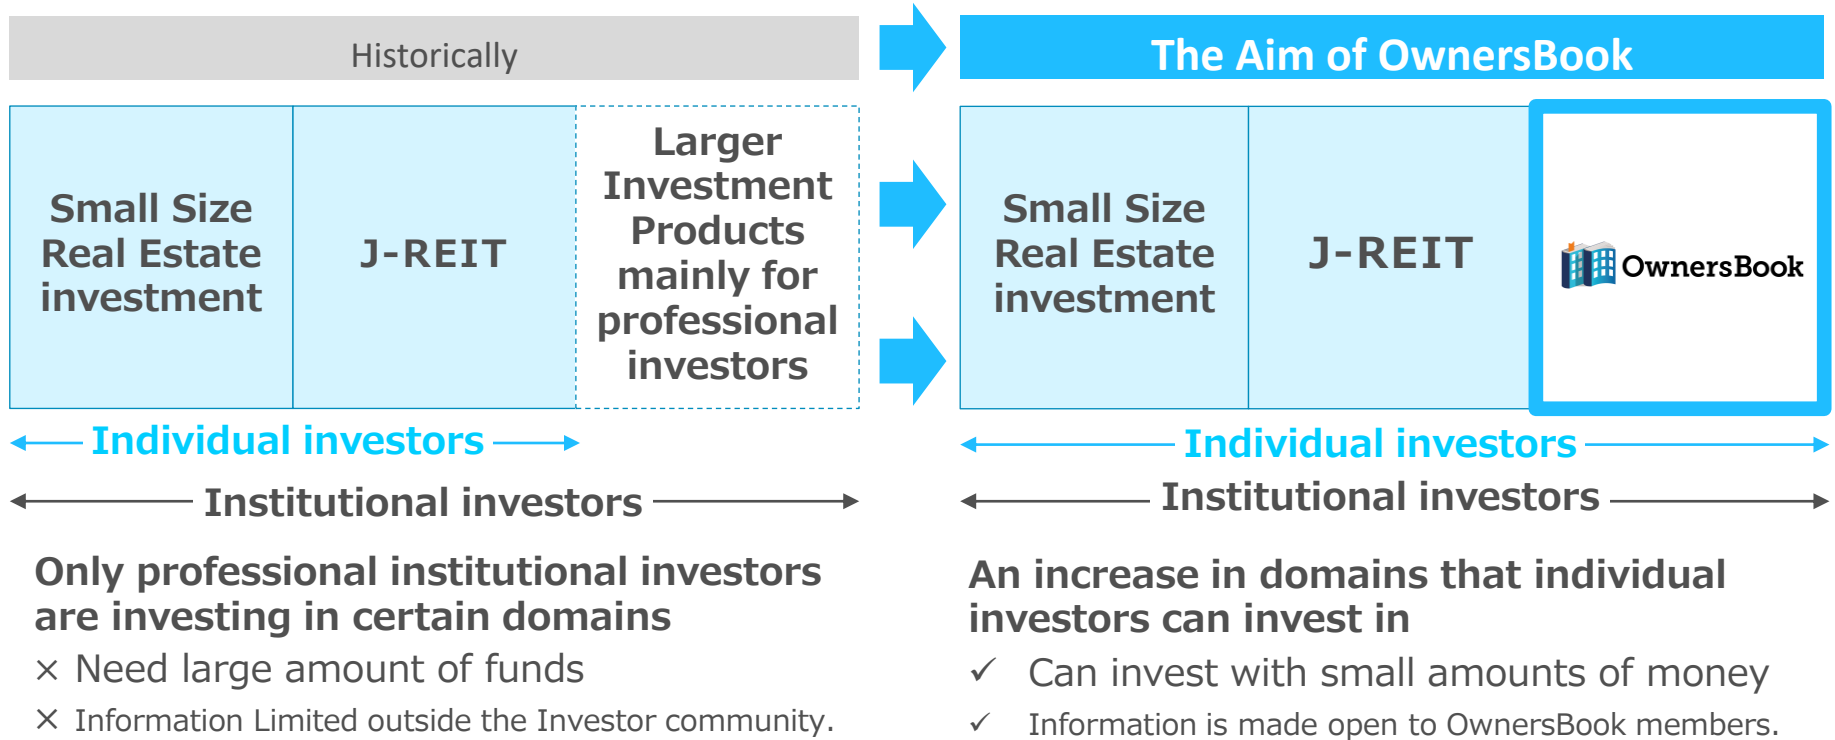 Historically
Small Size
Real Estate
investment
J-REIT
Larger
Investment
Products
mainly for
professional
investors
Individual investors
Institutional investors
Only professional institutional investors
are investing in certain domains
× Need large amount of funds
× Information Limited outside the Investor community.
The Aim of OwnersBook
Small Size
Real Estate
investment
J-REIT
OwnersBook
Individual investors
Institutional investors
An increase in domains that individual
investors can invest in
✓ Can invest with small amounts of money
✓ Information is made open to OwnersBook members.